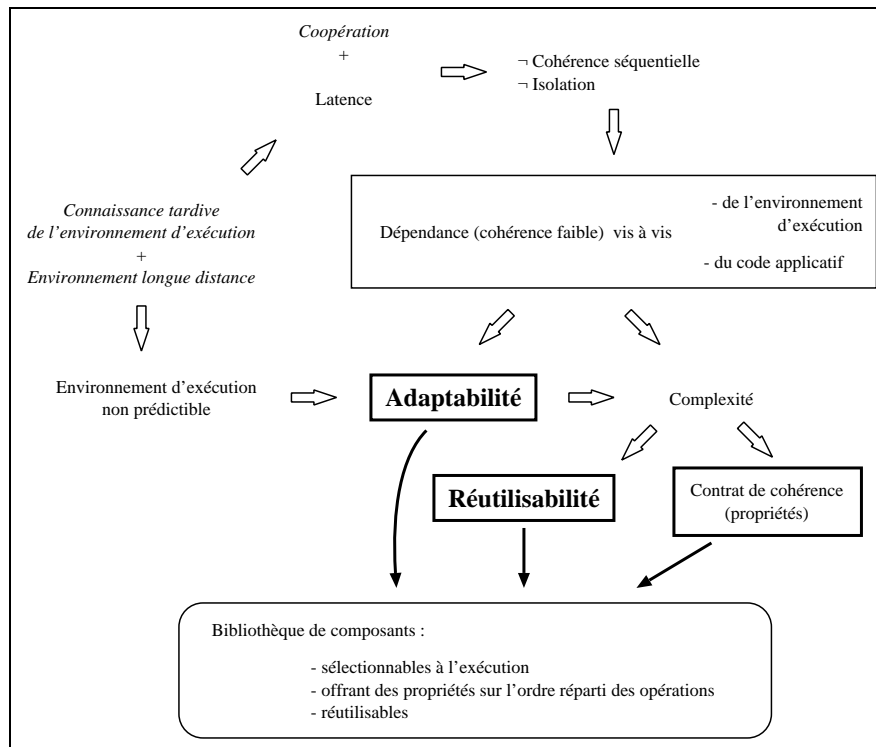 Coopération
+
Latence
¬ Cohérence séquentielle
¬ Isolation
Connaissance tardive
de l’environnement d’exécution
+
Environnement longue distance
Dépendance (cohérence faible) vis à vis
- de l’environnement
d’exécution
- du code applicatif
Environnement d’exécution
non prédictible
Adaptabilité
Complexité
Réutilisabilité
Contrat de cohérence
(propriétés)
Bibliothèque de composants :
- sélectionnables à l’exécution
- offrant des propriétés sur l’ordre réparti des opérations
- réutilisables